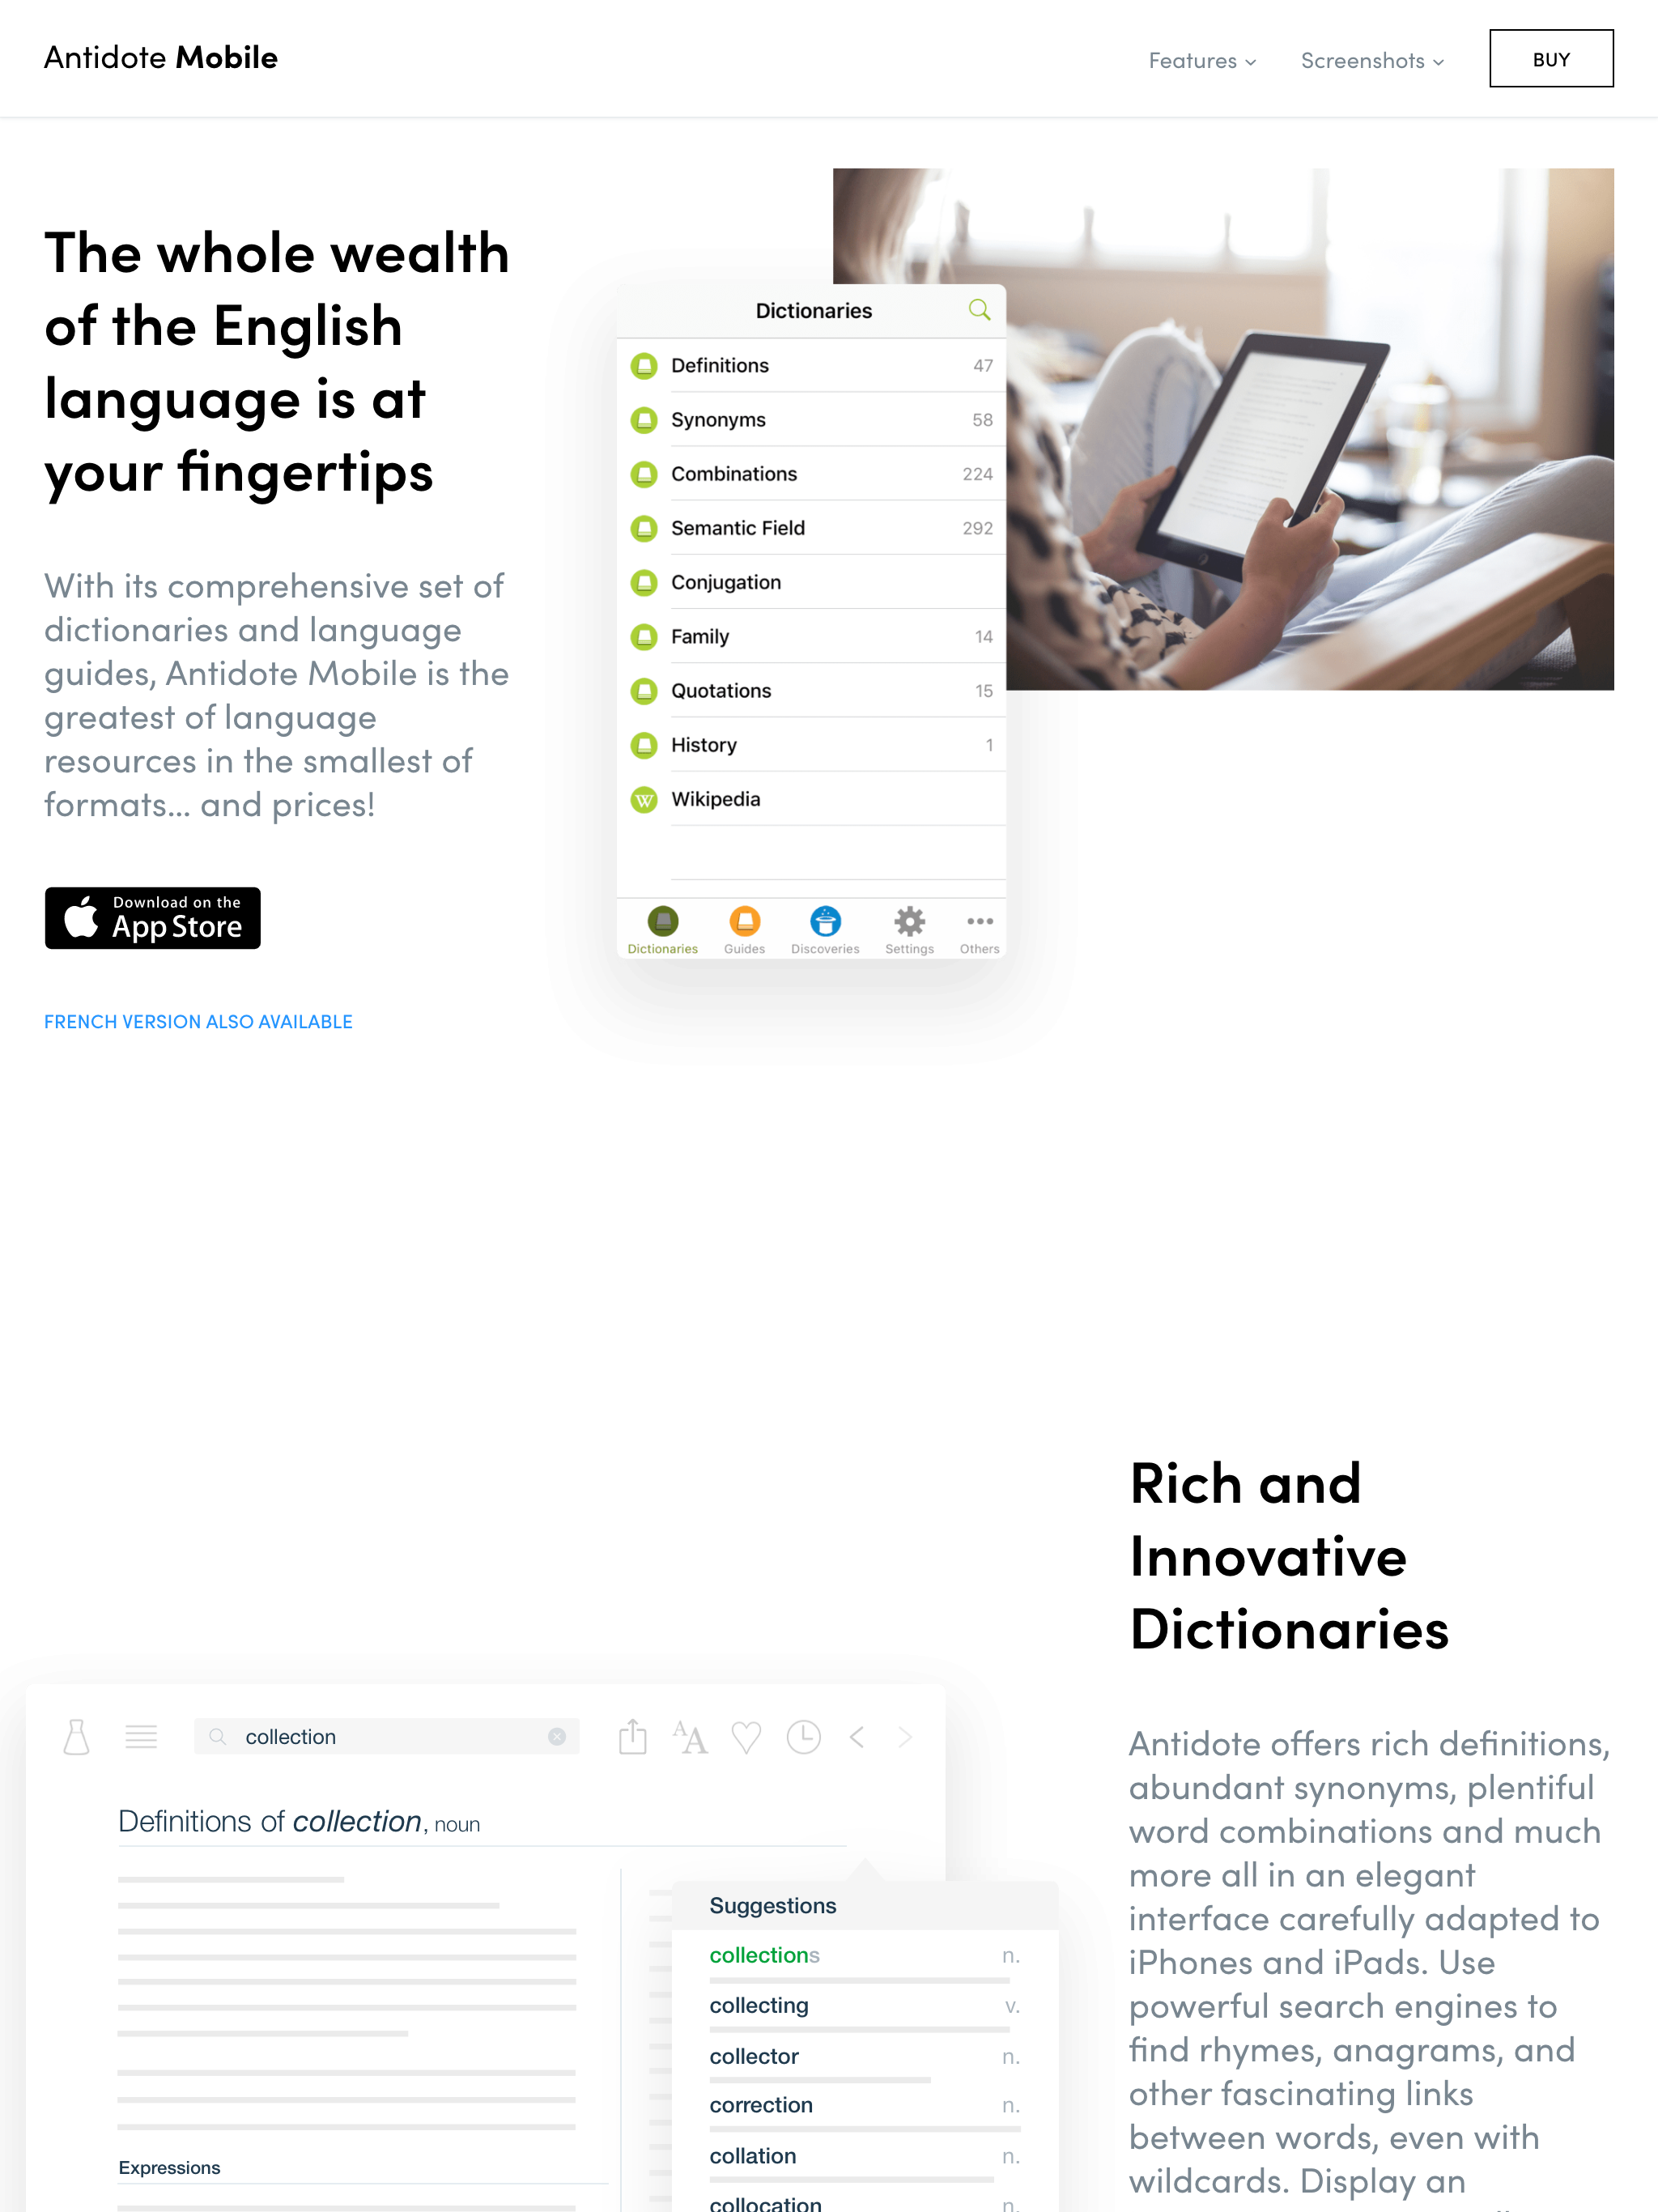 Antidote Mobile
Features
Screenshots
BUY
The whole wealth
of the English
language is at
your fingertips
With its comprehensive set of
dictionaries and language
guides, Antidote Mobile is the
greatest of language
resources in the smallest of
formats... and prices!
Download on the
App Store
FRENCH VERSION ALSO AVAILABLE
Dictionaries
Definitions 47
Synonyms 58
Combinations 224
Semantic Field 292
Conjugation
Family 14
Quotations 15
History 1
W Wikipedia
Dictionaries Guides Discoveries Settings Others
Rich and
Innovative
Dictionaries
Antidote offers rich definitions,
abundant synonyms, plentiful
word combinations and much
more all in an elegant
interface carefully adapted to
iPhones and iPads. Use
powerful search engines to
find rhymes, anagrams, and
other fascinating links
between words, even with
wildcards. Display an
collection
AA
Definitions of collection, noun
Expressions
Suggestions
collections n.
collecting v.
collector n.
correction n.
collation n.
collocation n.